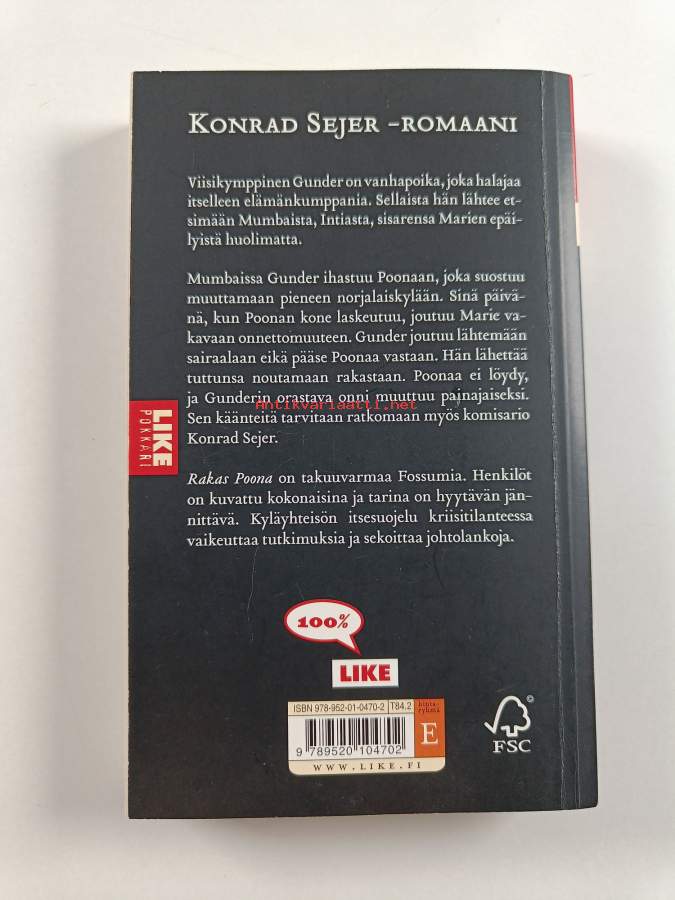 KONRAD SEJER –ROMAANI
Viisikymppinen Gunder on vanhapoika, joka halajaa
itselleen elämänkumppania. Sellaista hän lähtee et-
simään Mumbaista, Intiasta, sisarensa Marien epäi-
lyistä huolimatta.
Mumbaissa Gunder ihastuu Poonaan, joka suostuu
muuttamaan pieneen norjalaiskylään. Sinä päivä-
nä, kun Poonan kone laskeutuu, joutuu Marie va-
kavaan onnettomuuteen. Gunder joutuu lähtemään
sairaalaan eikä pääse Poonaa vastaan. Hän lähettää
tuttunsa noutamaan rakastaan. Poonaa ei löydy,
ja Gunderin orastava onni muuttuu painajaiseksi.
Antikvariaatti.net
Sen käänteitä tarvitaan ratkomaan myös komisario
Konrad Sejer.
LIKE
POKKARI
Rakas Poona on takuuvarmaa Fossumia. Henkilöt
on kuvattu kokonaisina ja tarina on hyytävän jän-
nittävä. Kyläyhteisön itsesuojelu kriisitilanteessa
vaikeuttaa tutkimuksia ja sekoittaa johtolankoja.
100%
LIKE
ISBN 978-952-01-0470-2 T84.2
hinta-
ryhmä
E
9 789520 104702
WWW.LIKE.FI
FSC